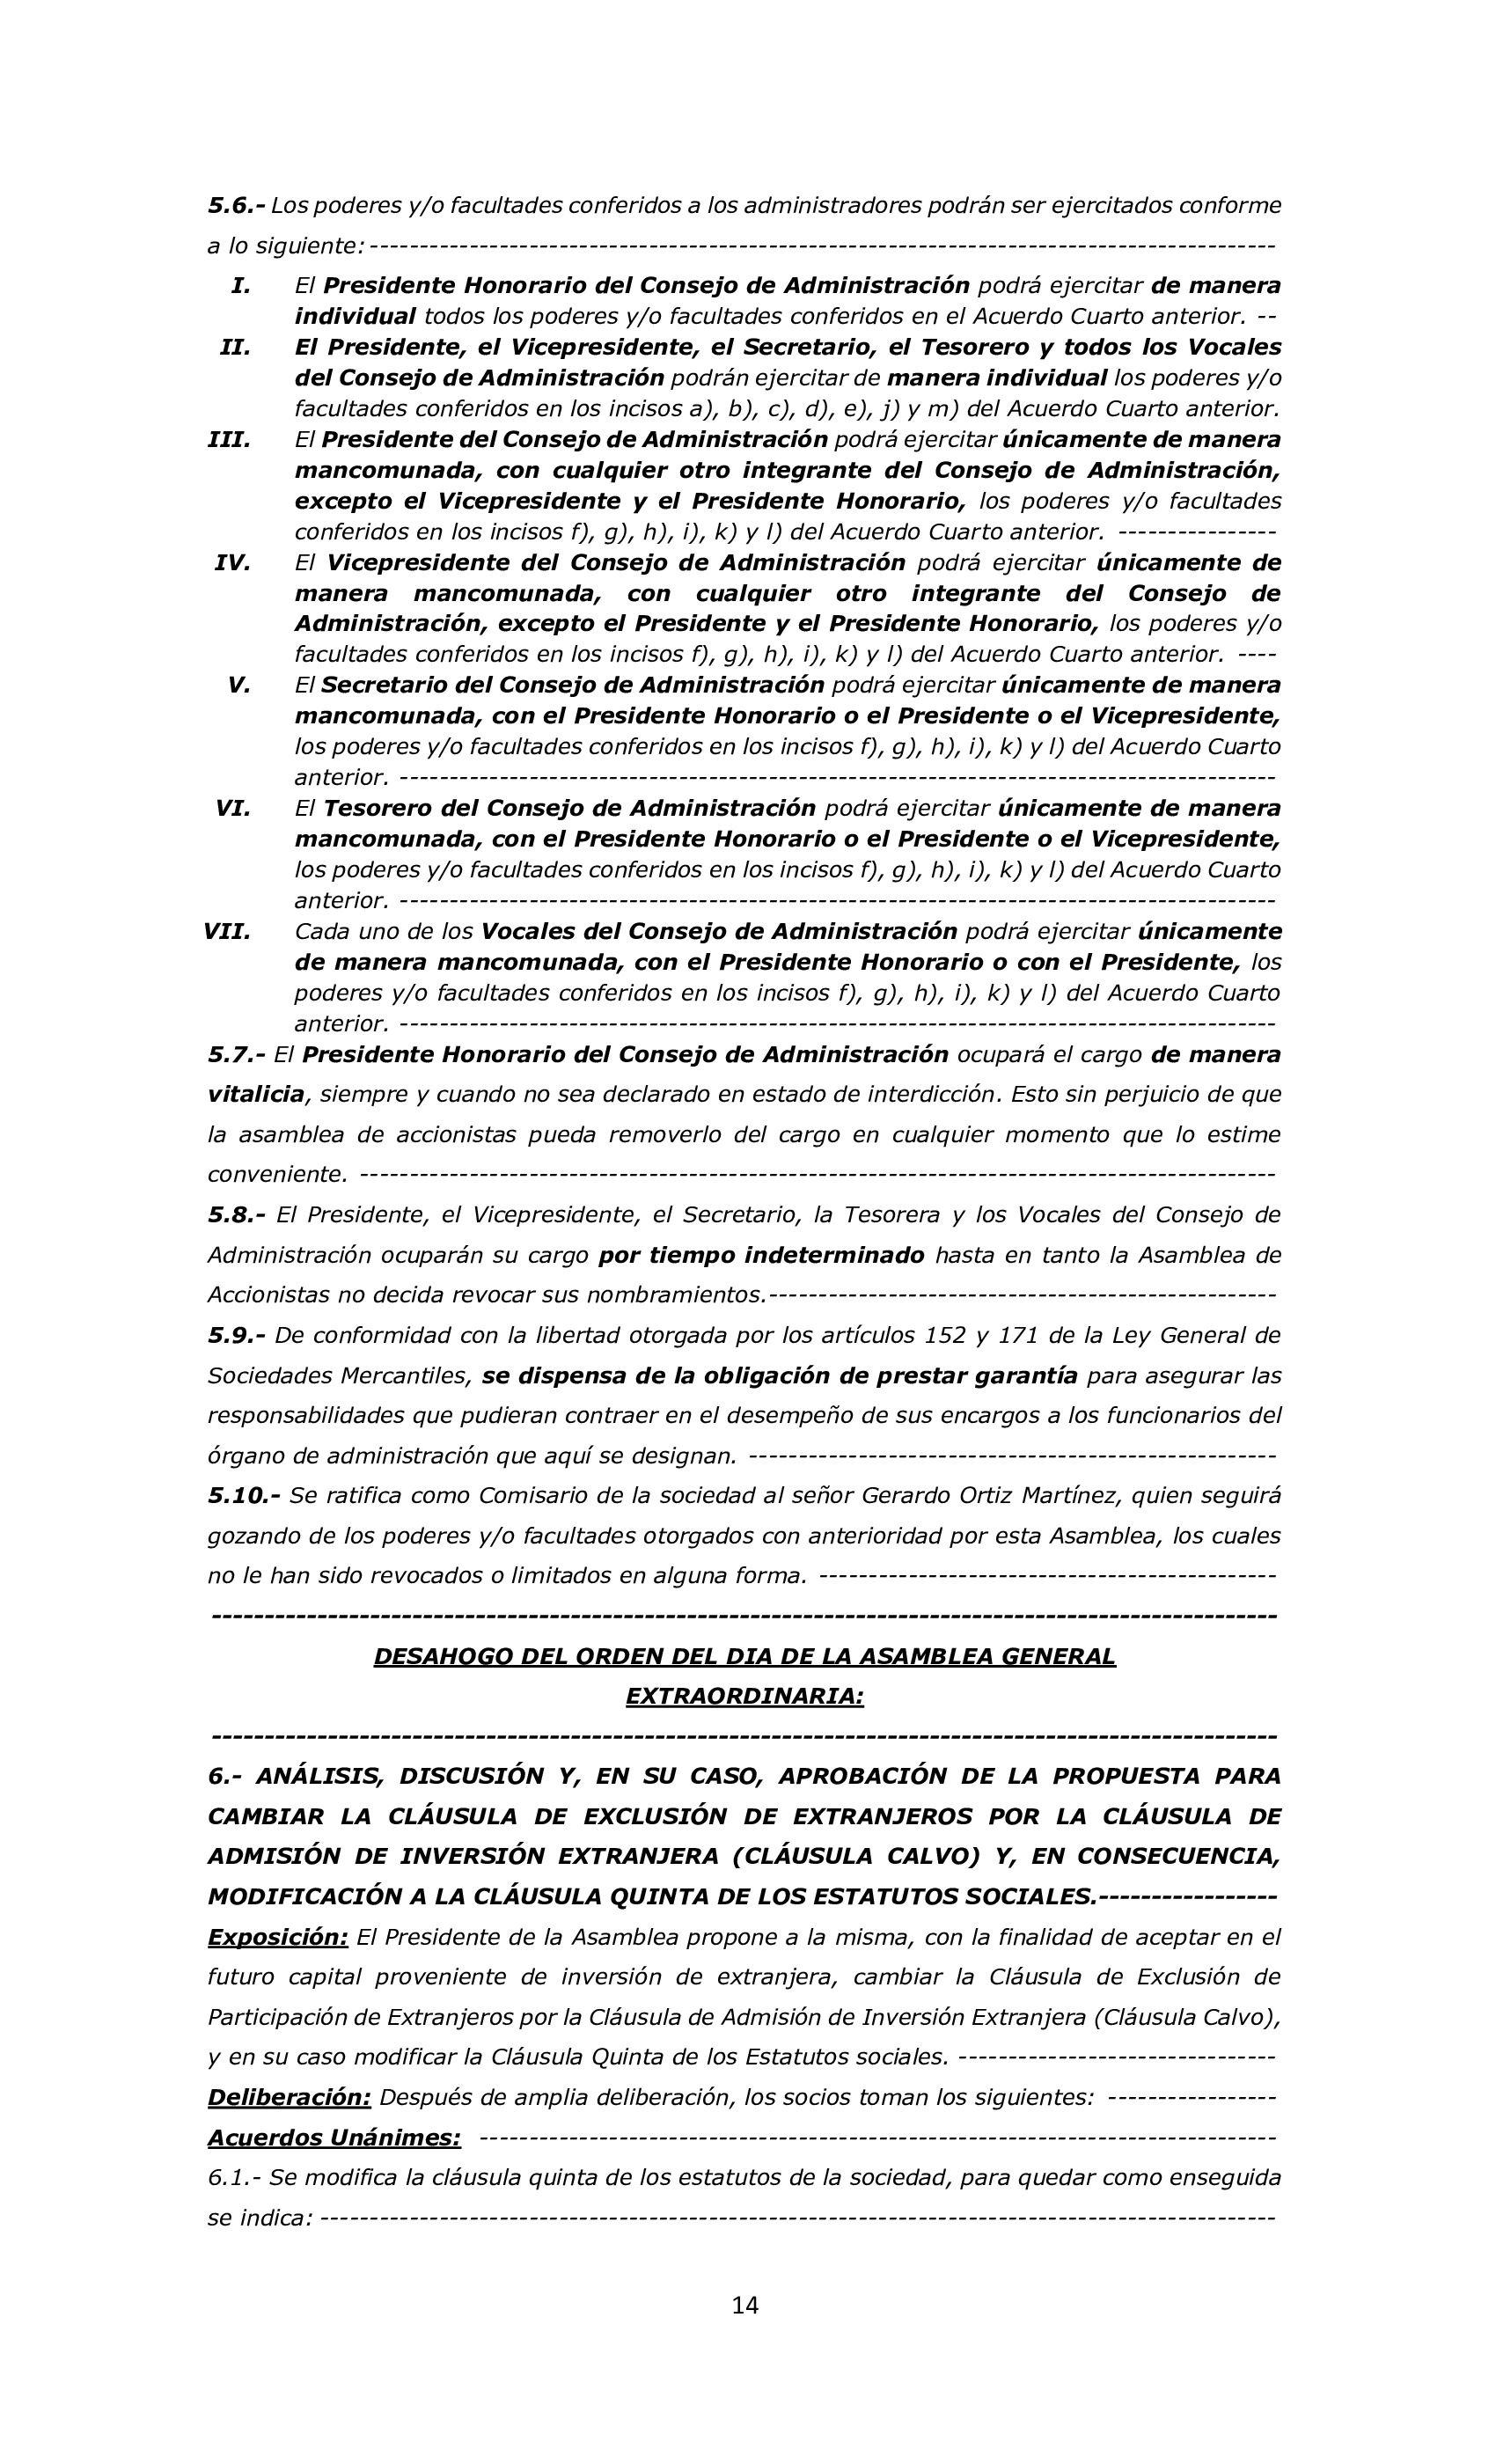 5.6.- Los poderes y/o facultades conferidos a los administradores podrán ser ejercitados conforme
a lo siguiente: -------------------------------------------------------------------------------------------
I. El Presidente Honorario del Consejo de Administración podrá ejercitar de manera
individual todos los poderes y/o facultades conferidos en el Acuerdo Cuarto anterior. --
II. El Presidente, el Vicepresidente, el Secretario, el Tesorero y todos los Vocales
del Consejo de Administración podrán ejercitar de manera individual los poderes y/o
facultades conferidos en los incisos a), b), c), d), e), j) y m) del Acuerdo Cuarto anterior.
III. El Presidente del Consejo de Administración podrá ejercitar únicamente de manera
mancomunada, con cualquier otro integrante del Consejo de Administración,
excepto el Vicepresidente y el Presidente Honorario, los poderes y/o facultades
conferidos en los incisos f), g), h), i), k) y l) del Acuerdo Cuarto anterior. ----------------
IV. El Vicepresidente del Consejo de Administración podrá ejercitar únicamente de
manera mancomunada, con cualquier otro integrante del Consejo de
Administración, excepto el Presidente y el Presidente Honorario, los poderes y/o
facultades conferidos en los incisos f), g), h), i), k) y l) del Acuerdo Cuarto anterior. ----
V. El Secretario del Consejo de Administración podrá ejercitar únicamente de manera
mancomunada, con el Presidente Honorario o el Presidente o el Vicepresidente,
los poderes y/o facultades conferidos en los incisos f), g), h), i), k) y l) del Acuerdo Cuarto
anterior. ----------------------------------------------------------------------------------------
VI. El Tesorero del Consejo de Administración podrá ejercitar únicamente de manera
mancomunada, con el Presidente Honorario o el Presidente o el Vicepresidente,
los poderes y/o facultades conferidos en los incisos f), g), h), i), k) y l) del Acuerdo Cuarto
anterior. ----------------------------------------------------------------------------------------
VII. Cada uno de los Vocales del Consejo de Administración podrá ejercitar únicamente
de manera mancomunada, con el Presidente Honorario o con el Presidente, los
poderes y/o facultades conferidos en los incisos f), g), h), i), k) y l) del Acuerdo Cuarto
anterior. ----------------------------------------------------------------------------------------
5.7.- El Presidente Honorario del Consejo de Administración ocupará el cargo de manera
vitalicia, siempre y cuando no sea declarado en estado de interdicción. Esto sin perjuicio de que
la asamblea de accionistas pueda removerlo del cargo en cualquier momento que lo estime
conveniente. --------------------------------------------------------------------------------------------
5.8.- El Presidente, el Vicepresidente, el Secretario, la Tesorera y los Vocales del Consejo de
Administración ocuparán su cargo por tiempo indeterminado hasta en tanto la Asamblea de
Accionistas no decida revocar sus nombramientos.---------------------------------------------------
5.9.- De conformidad con la libertad otorgada por los artículos 152 y 171 de la Ley General de
Sociedades Mercantiles, se dispensa de la obligación de prestar garantía para asegurar las
responsabilidades que pudieran contraer en el desempeño de sus encargos a los funcionarios del
órgano de administración que aquí se designan. -----------------------------------------------------
5.10.- Se ratifica como Comisario de la sociedad al señor Gerardo Ortiz Martínez, quien seguirá
gozando de los poderes y/o facultades otorgados con anterioridad por esta Asamblea, los cuales
no le han sido revocados o limitados en alguna forma. ----------------------------------------------
-----------------------------------------------------------------------------------------------------
DESAHOGO DEL ORDEN DEL DIA DE LA ASAMBLEA GENERAL
EXTRAORDINARIA:
-----------------------------------------------------------------------------------------------------
6.- ANÁLISIS, DISCUSIÓN Y, EN SU CASO, APROBACIÓN DE LA PROPUESTA PARA
CAMBIAR LA CLÁUSULA DE EXCLUSIÓN DE EXTRANJEROS POR LA CLÁUSULA DE
ADMISIÓN DE INVERSIÓN EXTRANJERA (CLÁUSULA CALVO) Y, EN CONSECUENCIA,
MODIFICACIÓN A LA CLÁUSULA QUINTA DE LOS ESTATUTOS SOCIALES.-----------------
Exposición: El Presidente de la Asamblea propone a la misma, con la finalidad de aceptar en el
futuro capital proveniente de inversión de extranjera, cambiar la Cláusula de Exclusión de
Participación de Extranjeros por la Cláusula de Admisión de Inversión Extranjera (Cláusula Calvo),
y en su caso modificar la Cláusula Quinta de los Estatutos sociales. --------------------------------
Deliberación: Después de amplia deliberación, los socios toman los siguientes: -----------------
Acuerdos Unánimes: --------------------------------------------------------------------------------
6.1.- Se modifica la cláusula quinta de los estatutos de la sociedad, para quedar como enseguida
se indica: ------------------------------------------------------------------------------------------------
14